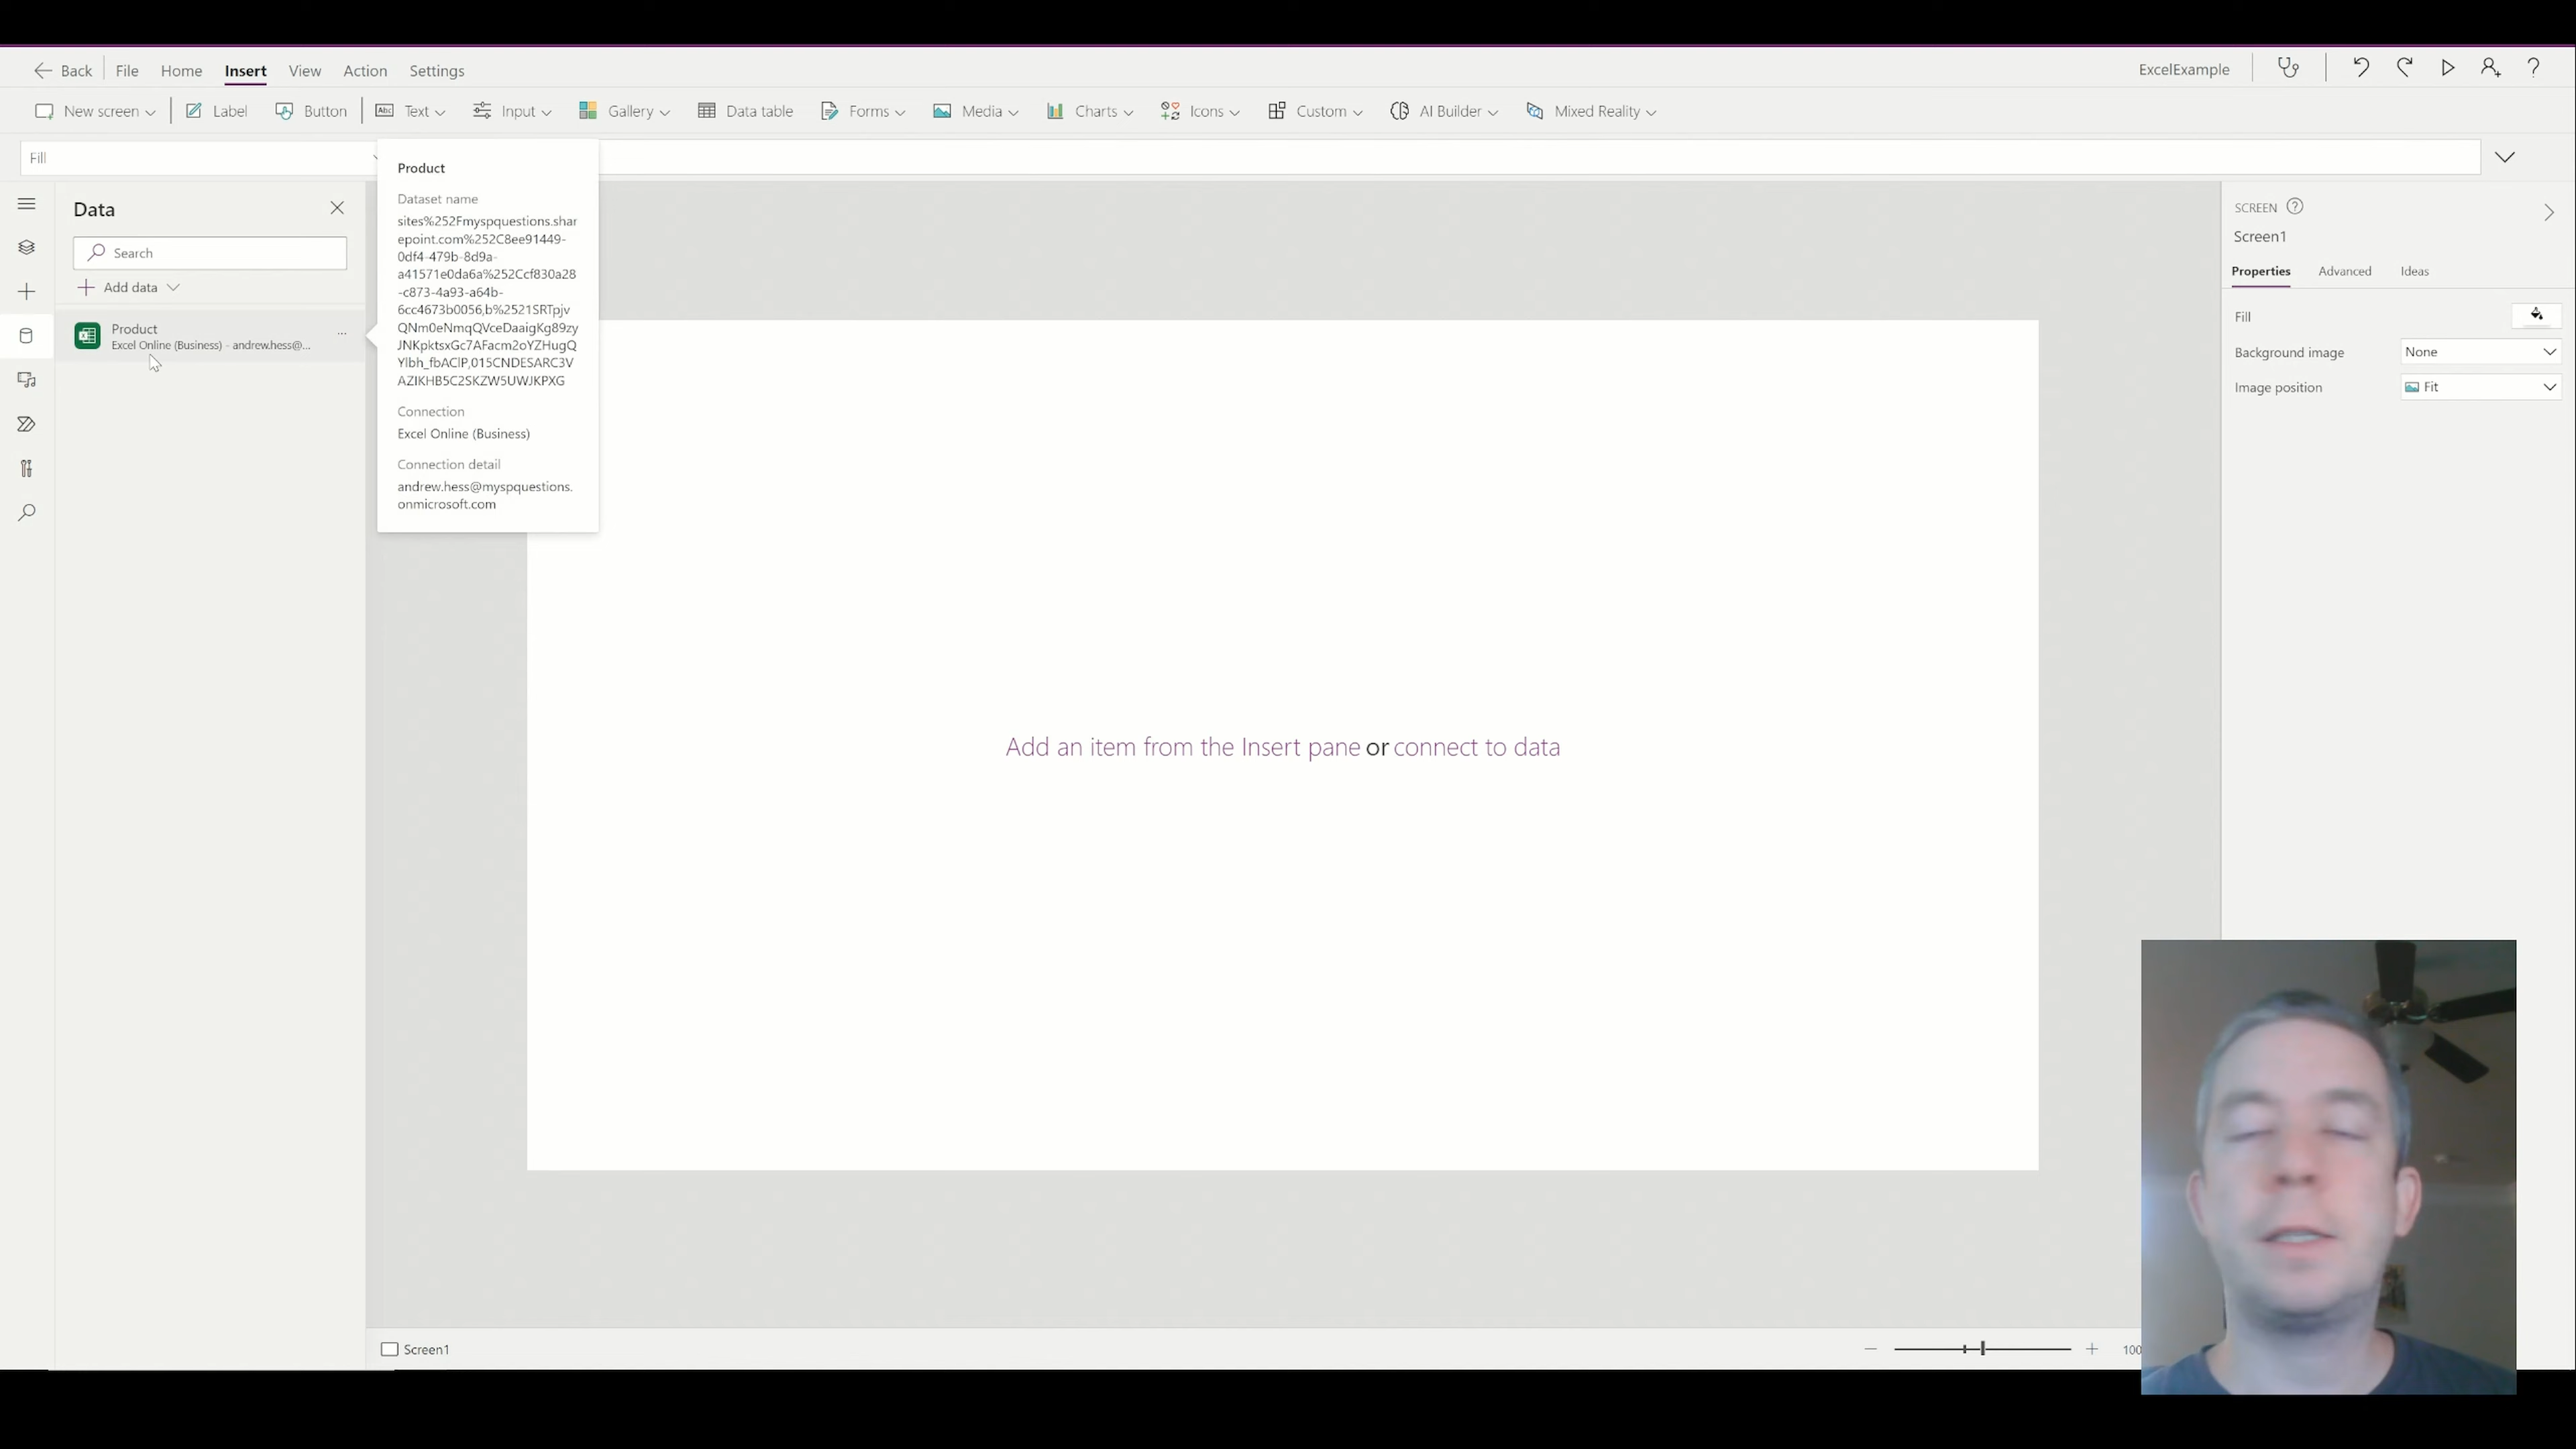 Back
File
Home
Insert
View
Action
Settings
ExcelExample
New screen
Label
Button
Text
Input
Gallery
Data table
Forms
Media
Charts
Icons
Custom
AI Builder
Mixed Reality
Fill
Data
Search
Add data
Product
Excel Online (Business) - andrew.hess@...
Product
Dataset name
sites%252Fmyspquestions.shar
epoint.com%252C8ee91449-
0df4-479b-8d9a-
a41571e0da6a%252Ccf830a28
-c873-4a93-a64b-
6cc4673b0056,b%2521SRTpjv
QNm0eNmqQVceDaaigKg89zy
JNKpktsxGc7AFacm2oYZHugQ
Ylbh_fbAClP,015CNDESARC3V
AZIKHB5C2SKZW5UWJKPXG
Connection
Excel Online (Business)
Connection detail
andrew.hess@myspquestions.
onmicrosoft.com
Add an item from the Insert pane or connect to data
SCREEN
Screen1
Properties
Advanced
Ideas
Fill
Background image
None
Image position
Fit
Screen1
100